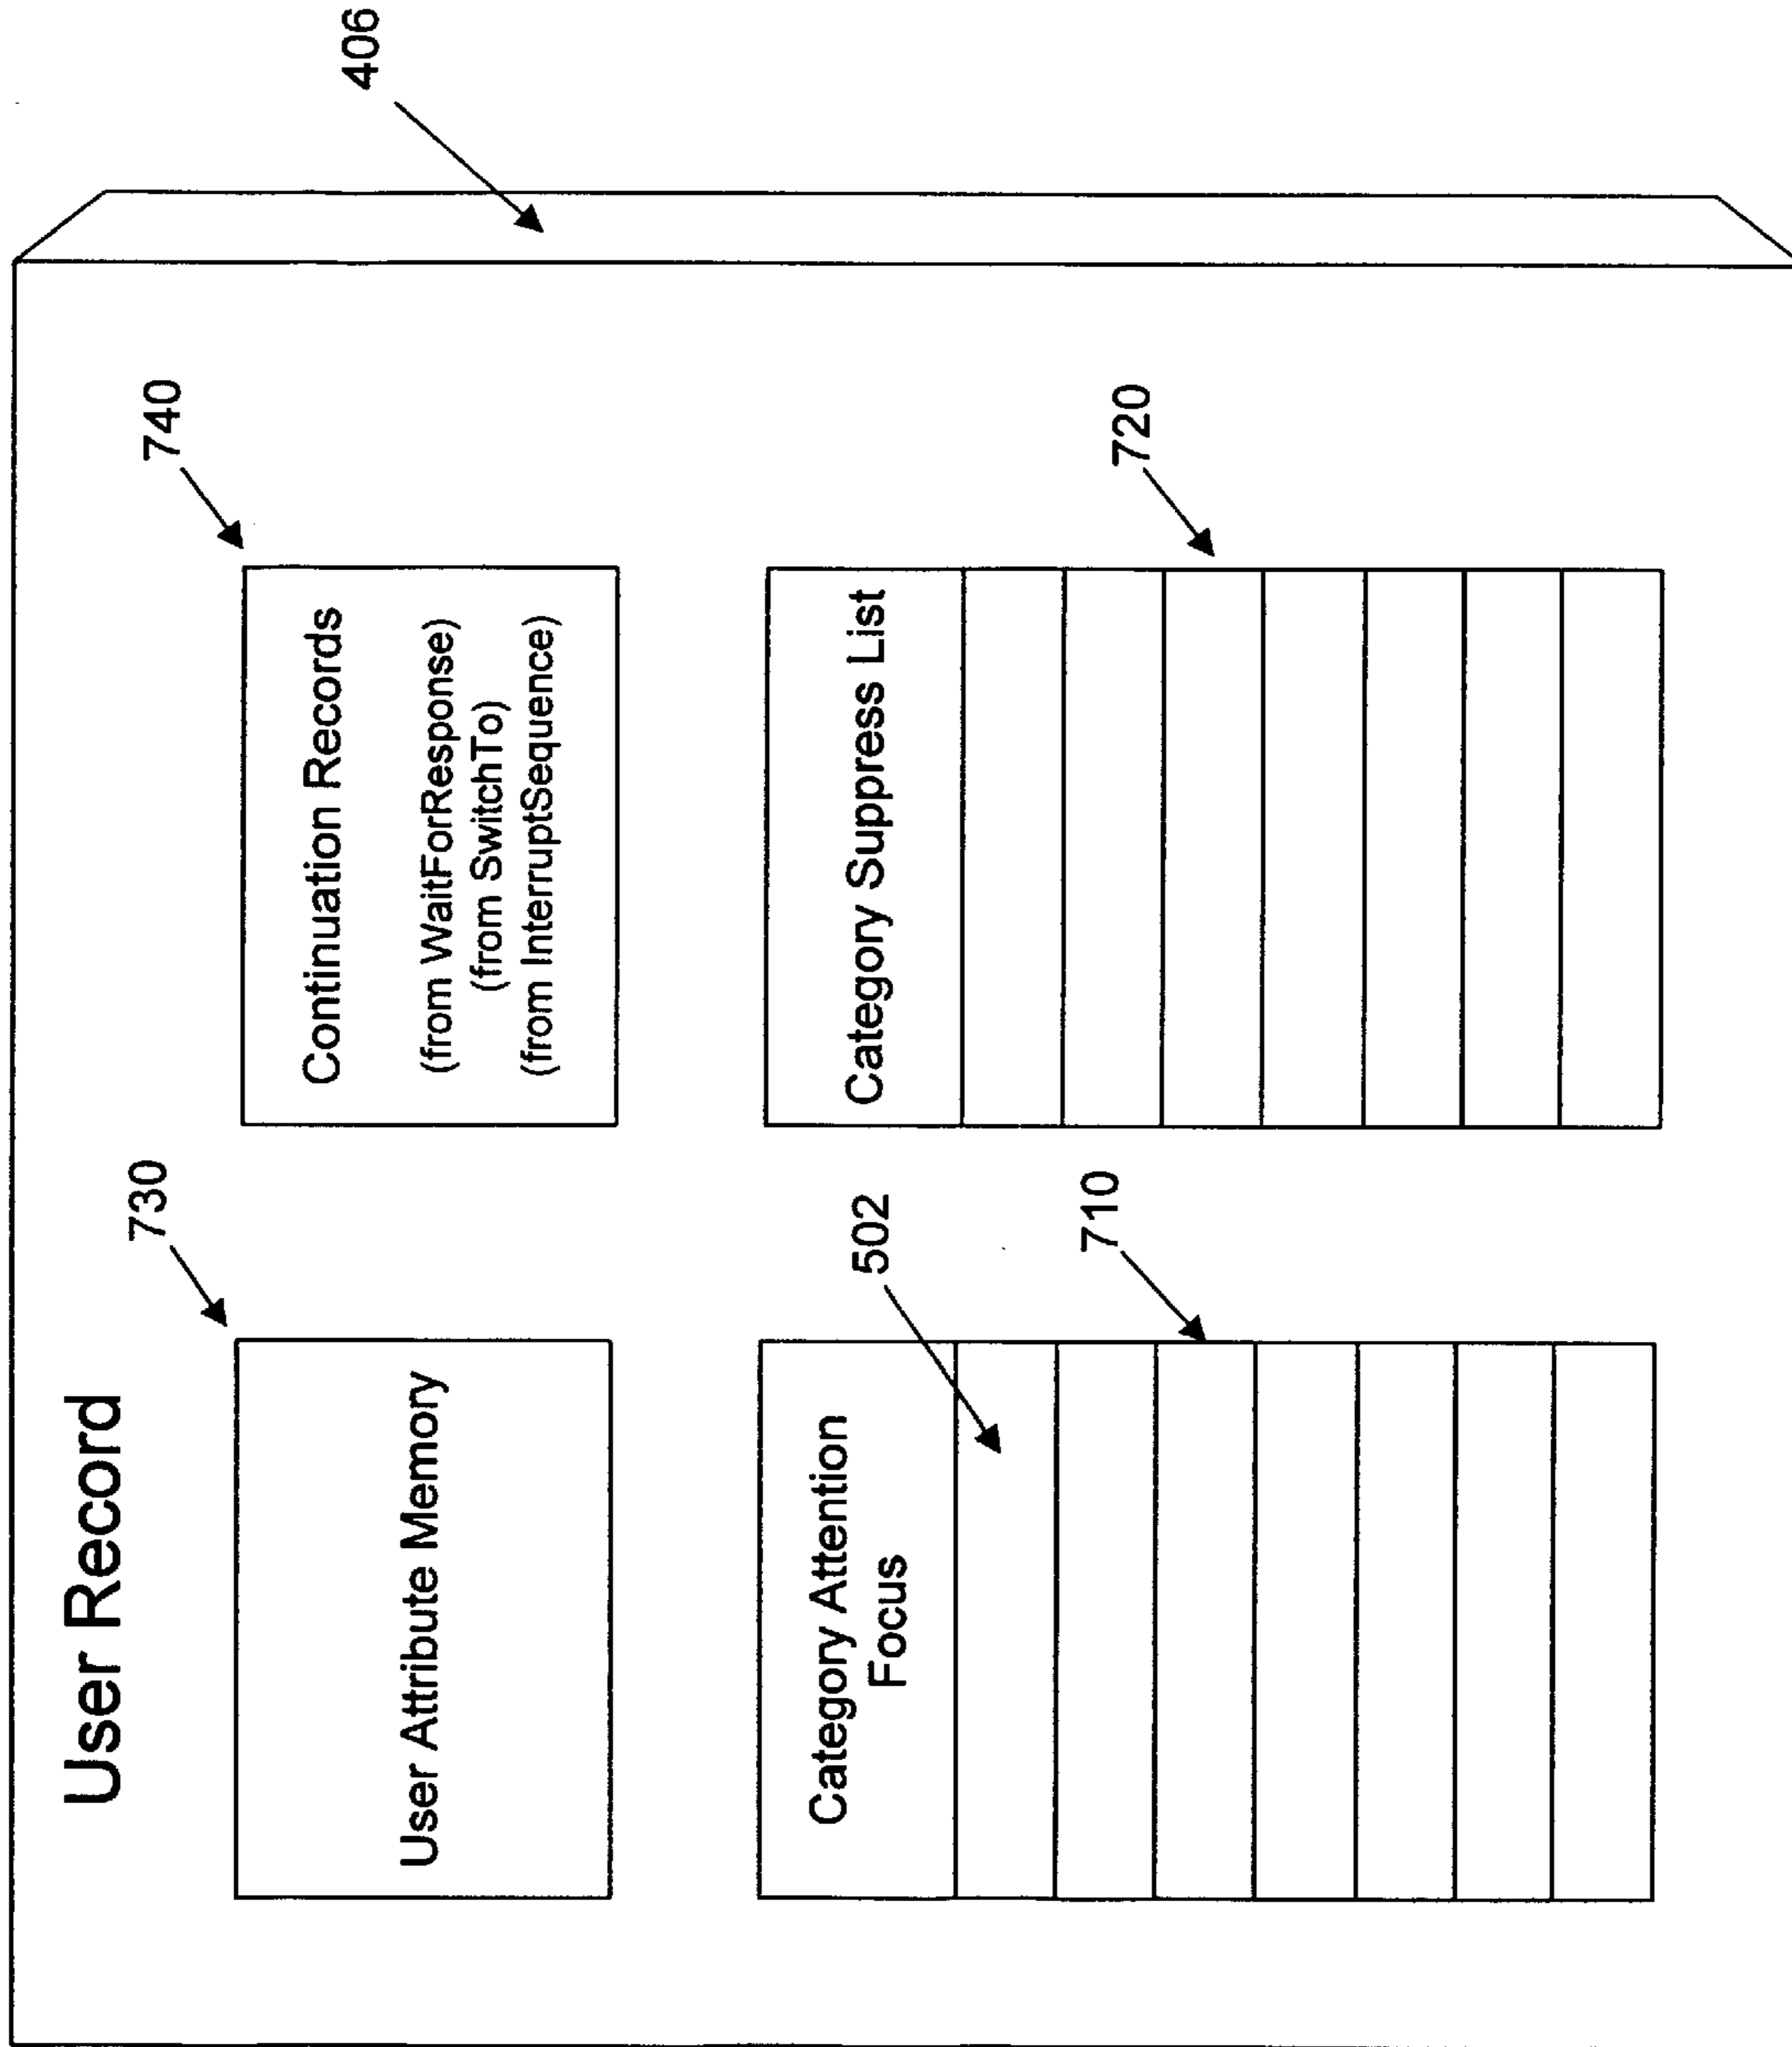 User Record
406
730
740
User Attribute Memory
Continuation Records
(from WaitForResponse)
(from SwitchTo)
(from InterruptSequence)
502
710
720
Category Attention
Focus
Category Suppress List